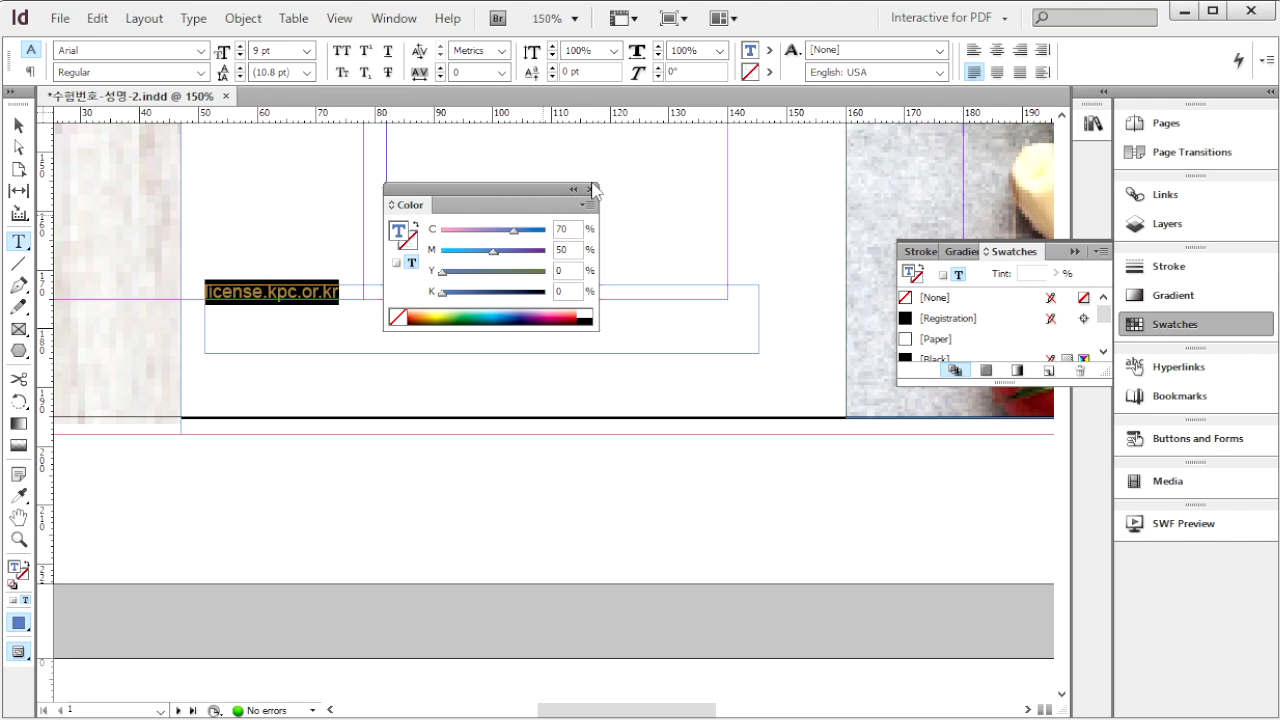 Id File Edit Layout Type Object Table View Window Help Br 150% Interactive for PDF
A Arial 9 pt Metrics 100% 100% [None]
Regular (10.8 pt) 0 0 pt 0° English: USA
*수험번호-성명-2.indd @ 150% ×
30 40 50 60 70 80 90 100 110 120 130 140 150 160 170 180 190
Color
C 70 %
M 50 %
Y 0 %
K 0 %
license.kpc.or.kr
Stroke Gradie Swatches
Tint: %
[None]
[Registration]
[Paper]
[Black]
Pages
Page Transitions
Links
Layers
Stroke
Gradient
Swatches
Hyperlinks
Bookmarks
Buttons and Forms
Media
SWF Preview
1 No errors